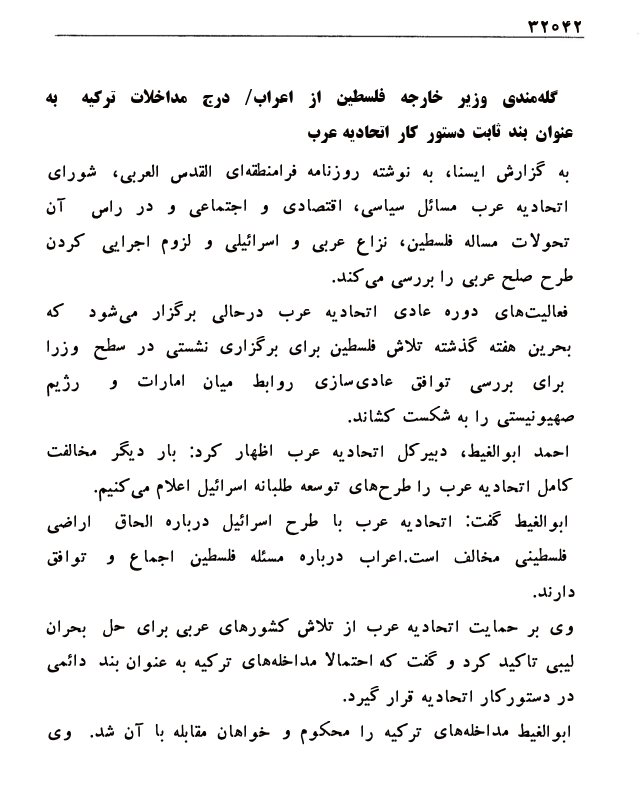 ۳۲۰۴۲
گله‌مندی وزیر خارجه فلسطین از اعراب/ درج مداخلات ترکیه به
عنوان بند ثابت دستور کار اتحادیه عرب
به گزارش ایسنا، به نوشته روزنامه فرامنطقه‌ای القدس العربی، شورای
اتحادیه عرب مسائل سیاسی، اقتصادی و اجتماعی و در راس آن
تحولات مساله فلسطین، نزاع عربی و اسرائیلی و لزوم اجرایی کردن
طرح صلح عربی را بررسی می‌کند.
فعالیت‌های دوره عادی اتحادیه عرب درحالی برگزار می‌شود که
بحرین هفته گذشته تلاش فلسطین برای برگزاری نشستی در سطح وزرا
برای بررسی توافق عادی‌سازی روابط میان امارات و رژیم
صهیونیستی را به شکست کشاند.
احمد ابوالغیط، دبیرکل اتحادیه عرب اظهار کرد: بار دیگر مخالفت
کامل اتحادیه عرب را طرح‌های توسعه طلبانه اسرائیل اعلام می‌کنیم.
ابوالغیط گفت: اتحادیه عرب با طرح اسرائیل درباره الحاق اراضی
فلسطینی مخالف است.اعراب درباره مسئله فلسطین اجماع و توافق
دارند.
وی بر حمایت اتحادیه عرب از تلاش کشورهای عربی برای حل بحران
لیبی تاکید کرد و گفت که احتمالا مداخله‌های ترکیه به عنوان بند دائمی
در دستورکار اتحادیه قرار گیرد.
ابوالغیط مداخله‌های ترکیه را محکوم و خواهان مقابله با آن شد. وی